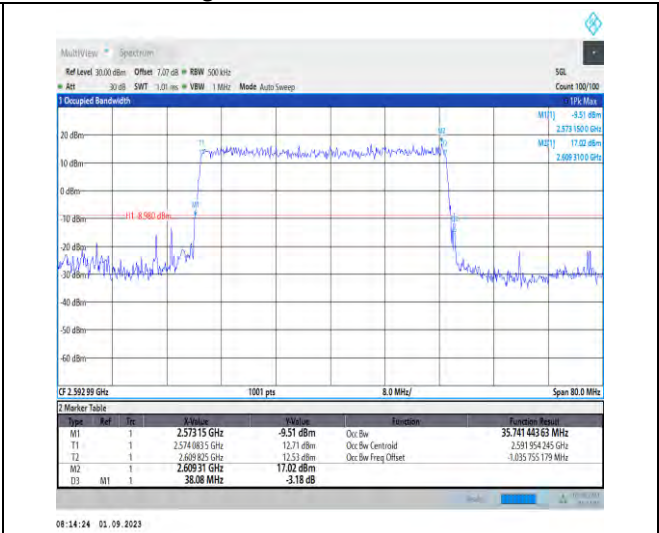 MultiView Spectrum
Ref Level 30.00 dBm Offset 7.07 dB RBW 500 kHz SGL
Att 30 dB SWT 1.01 ms VBW 1 MHz Mode Auto Sweep Count 100/100
1 Occupied Bandwidth 1Pk Max
M1[1] -9.51 dBm
2.573 150 0 GHz
M2[1] 17.02 dBm
2.609 310 0 GHz
20 dBm
10 dBm
0 dBm
-10 dBm
H1 -8.980 dBm
-20 dBm
-30 dBm
-40 dBm
-50 dBm
-60 dBm
M2
T1
M1
CF 2.592 99 GHz 1001 pts 8.0 MHz/ Span 80.0 MHz
2 Marker Table
Type Ref Trc X-Value Y-Value Function Function Result
M1 1 2.573 15 GHz -9.51 dBm Occ Bw 35.741 443 63 MHz
T1 1 2.574 083 5 GHz 12.71 dBm Occ Bw Centroid 2.591 954 245 GHz
T2 1 2.609 825 GHz 12.53 dBm Occ Bw Freq Offset -1.035 755 179 MHz
M2 1 2.609 31 GHz 17.02 dBm
D3 M1 1 38.08 MHz -3.18 dB
08:14:24 01.09.2023